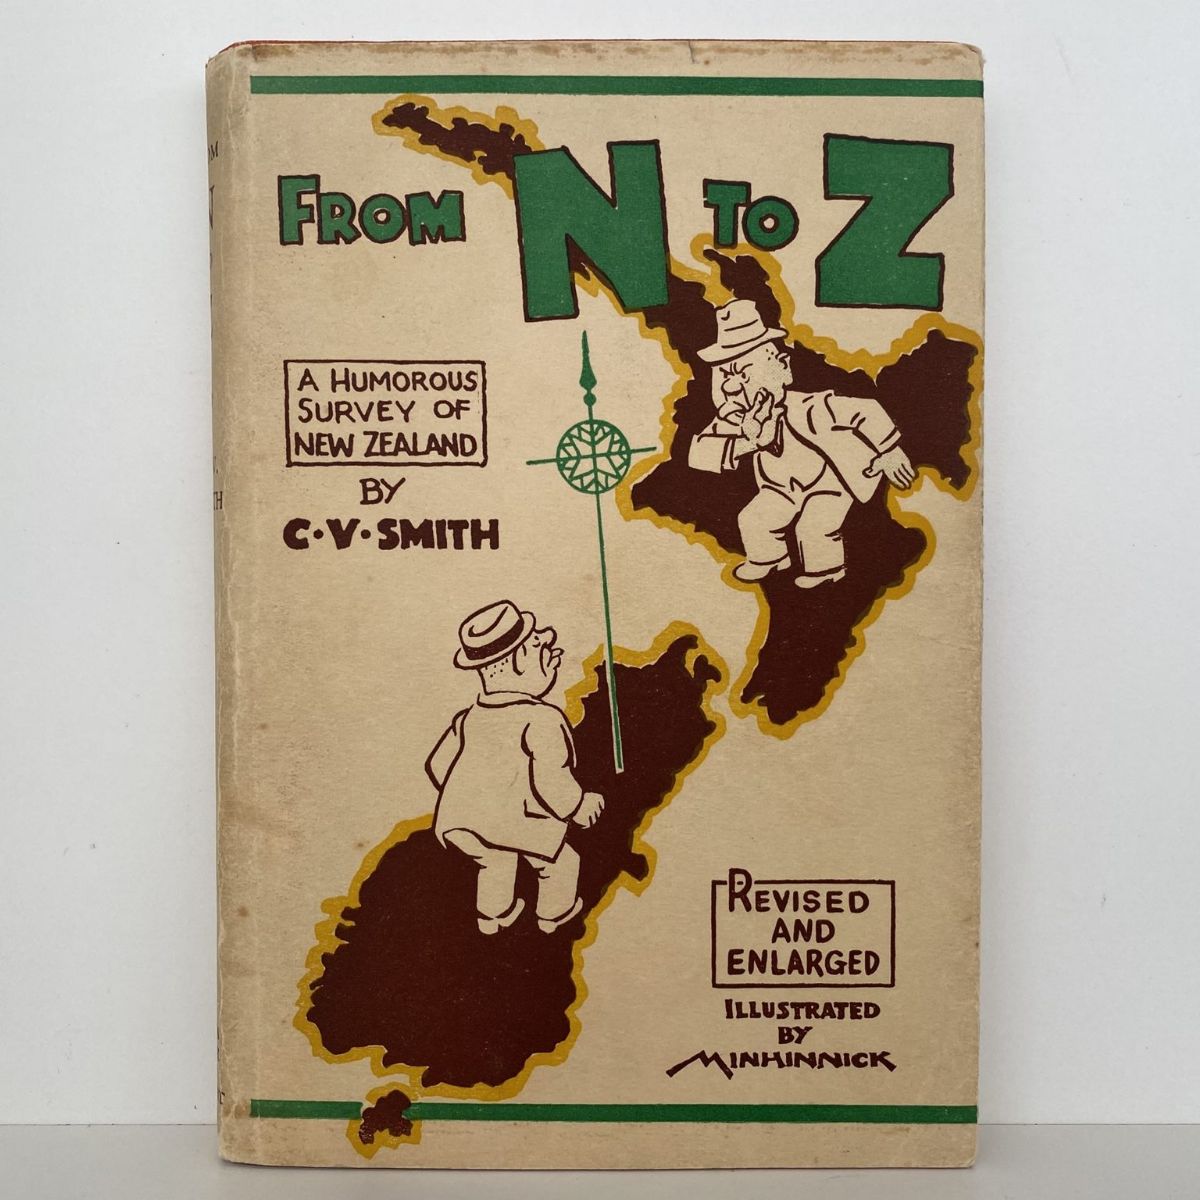 FROM N TO Z
A HUMOROUS
SURVEY OF
NEW ZEALAND
BY
C·V·SMITH
REVISED
AND
ENLARGED
ILLUSTRATED
BY
MINHINNICK